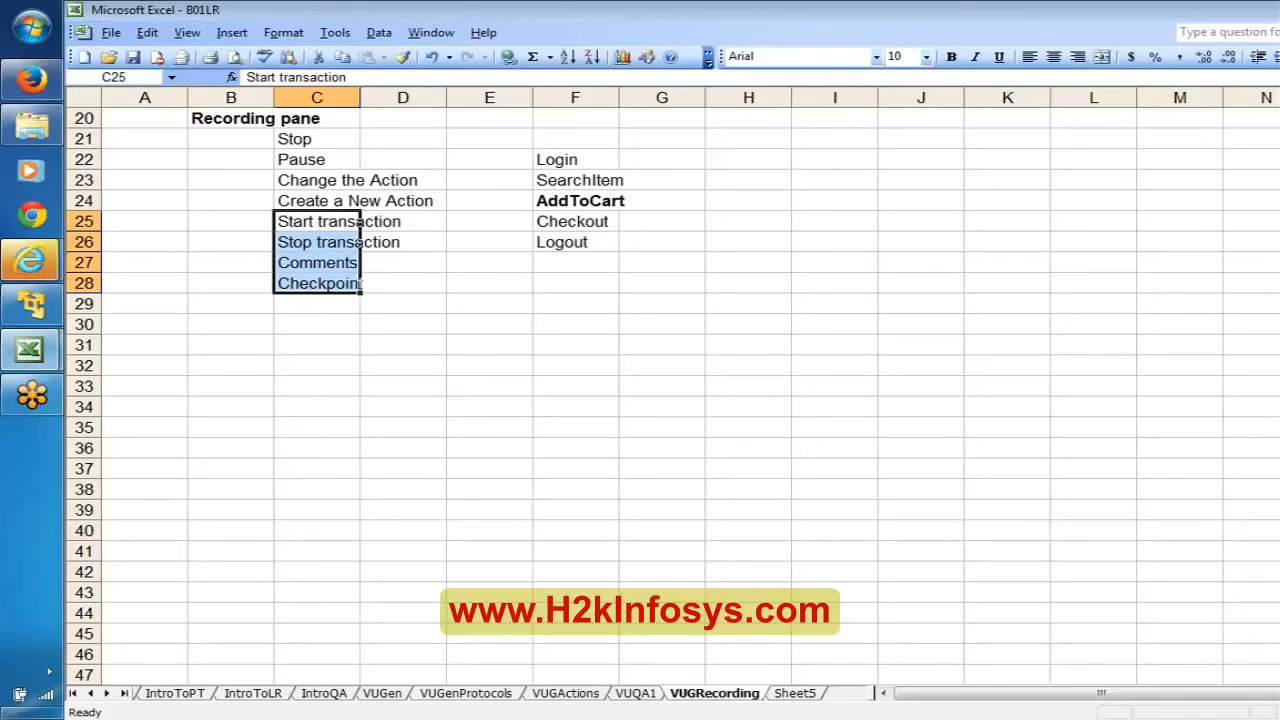 Microsoft Excel - B01LR
File Edit View Insert Format Tools Data Window Help
Type a question for
Arial 10 B I U $ % ,
C25 fx Start transaction
A B C D E F G H I J K L M N
20 Recording pane
21 Stop
22 Pause Login
23 Change the Action SearchItem
24 Create a New Action AddToCart
25 Start transaction Checkout
26 Stop transaction Logout
27 Comments
28 Checkpoin
29
30
31
32
33
34
35
36
37
38
39
40
41
42
43
www.H2kInfosys.com
44
45
46
47
IntroToPT IntroToLR IntroQA VUGen VUGenProtocols VUGActions VUQA1 VUGRecording Sheet5
Ready